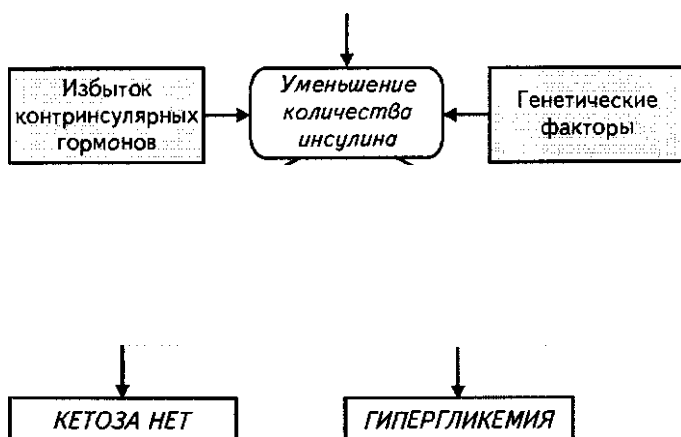 Избыток
контринсулярных
гормонов
Уменьшение
количества
инсулина
Генетические
факторы
КЕТОЗА НЕТ
ГИПЕРГЛИКЕМИЯ